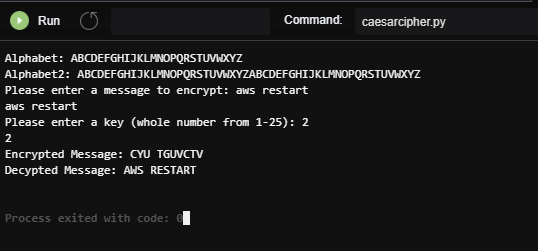 Run Command: caesarcipher.py
Alphabet: ABCDEFGHIJKLMNOPQRSTUVWXYZ
Alphabet2: ABCDEFGHIJKLMNOPQRSTUVWXYZABCDEFGHIJKLMNOPQRSTUVWXYZ
Please enter a message to encrypt: aws restart
aws restart
Please enter a key (whole number from 1-25): 2
2
Encrypted Message: CYU TGUVCTV
Decypted Message: AWS RESTART
Process exited with code: 0